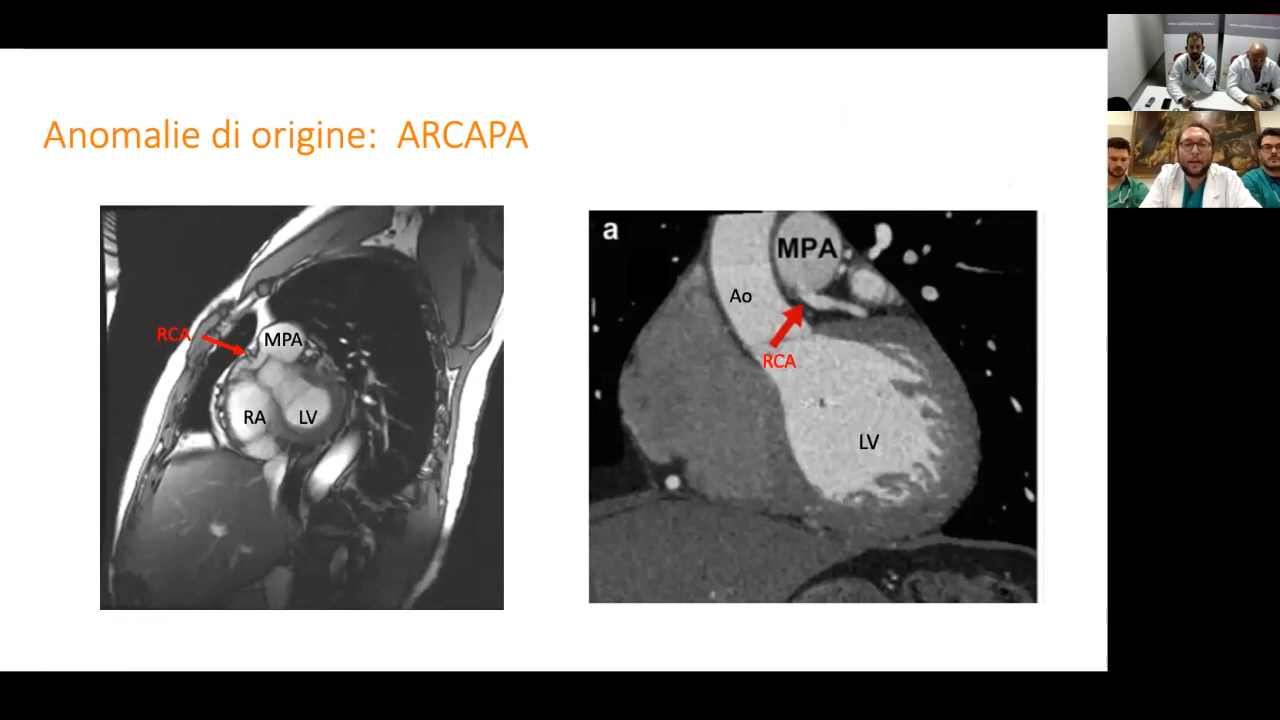 Anomalie di origine: ARCAPA
RCA
MPA
RA
LV
a
MPA
Ao
RCA
LV